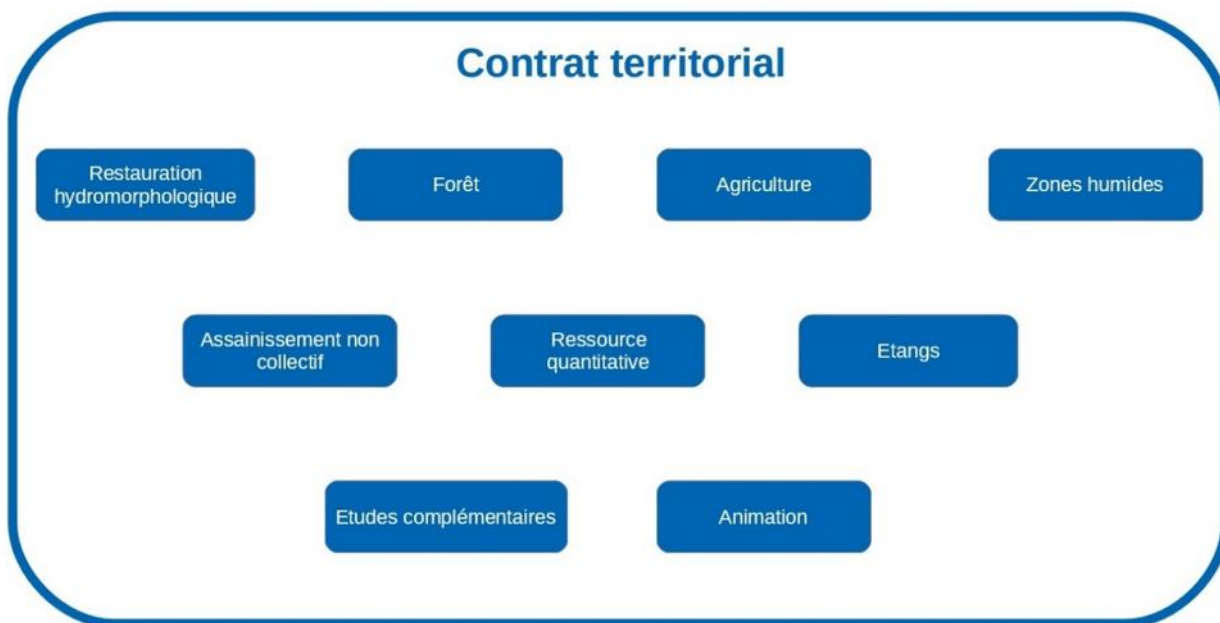 Contrat territorial
Restauration
hydromorphologique
Forêt
Agriculture
Zones humides
Assainissement non
collectif
Ressource
quantitative
Etangs
Etudes complémentaires
Animation